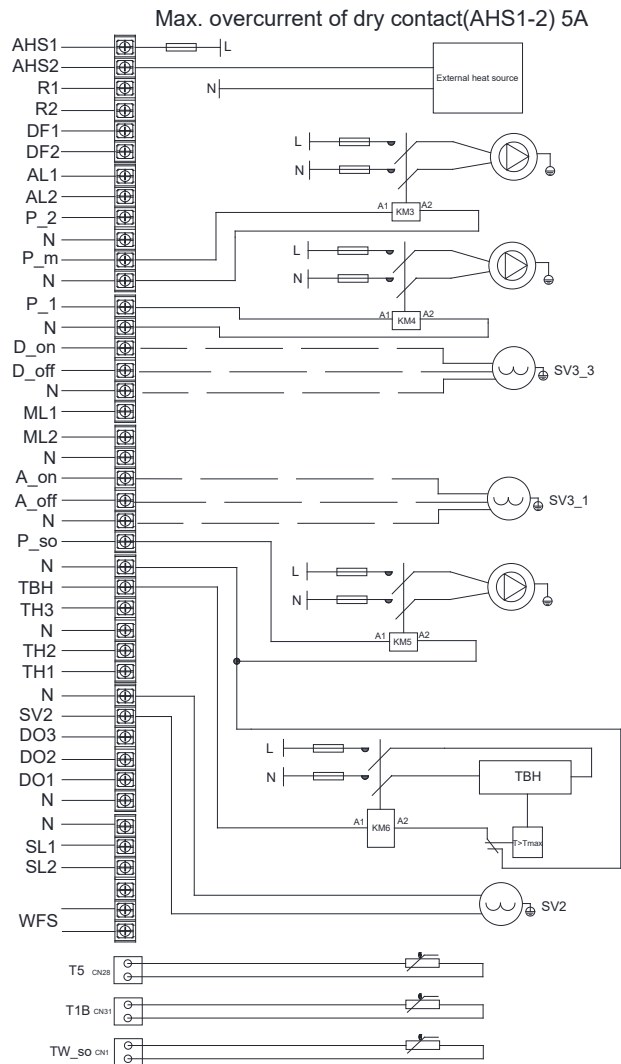 Max. overcurrent of dry contact(AHS1-2) 5A
AHS1
L
AHS2
External heat source
R1
N
R2
DF1
DF2
L
AL1
N
AL2
P_2
A1
KM3
A2
N
P_m
L
N
N
P_1
A1
KM4
A2
N
D_on
D_off
SV3_3
N
ML1
ML2
N
A_on
A_off
SV3_1
N
P_so
N
L
TBH
N
TH3
N
A1
KM5
A2
TH2
TH1
N
SV2
DO3
L
DO2
N
TBH
DO1
N
N
A1
KM6
A2
SL1
T>Tmax
SL2
SV2
WFS
T5 CN28
T1B CN31
TW_so CN1